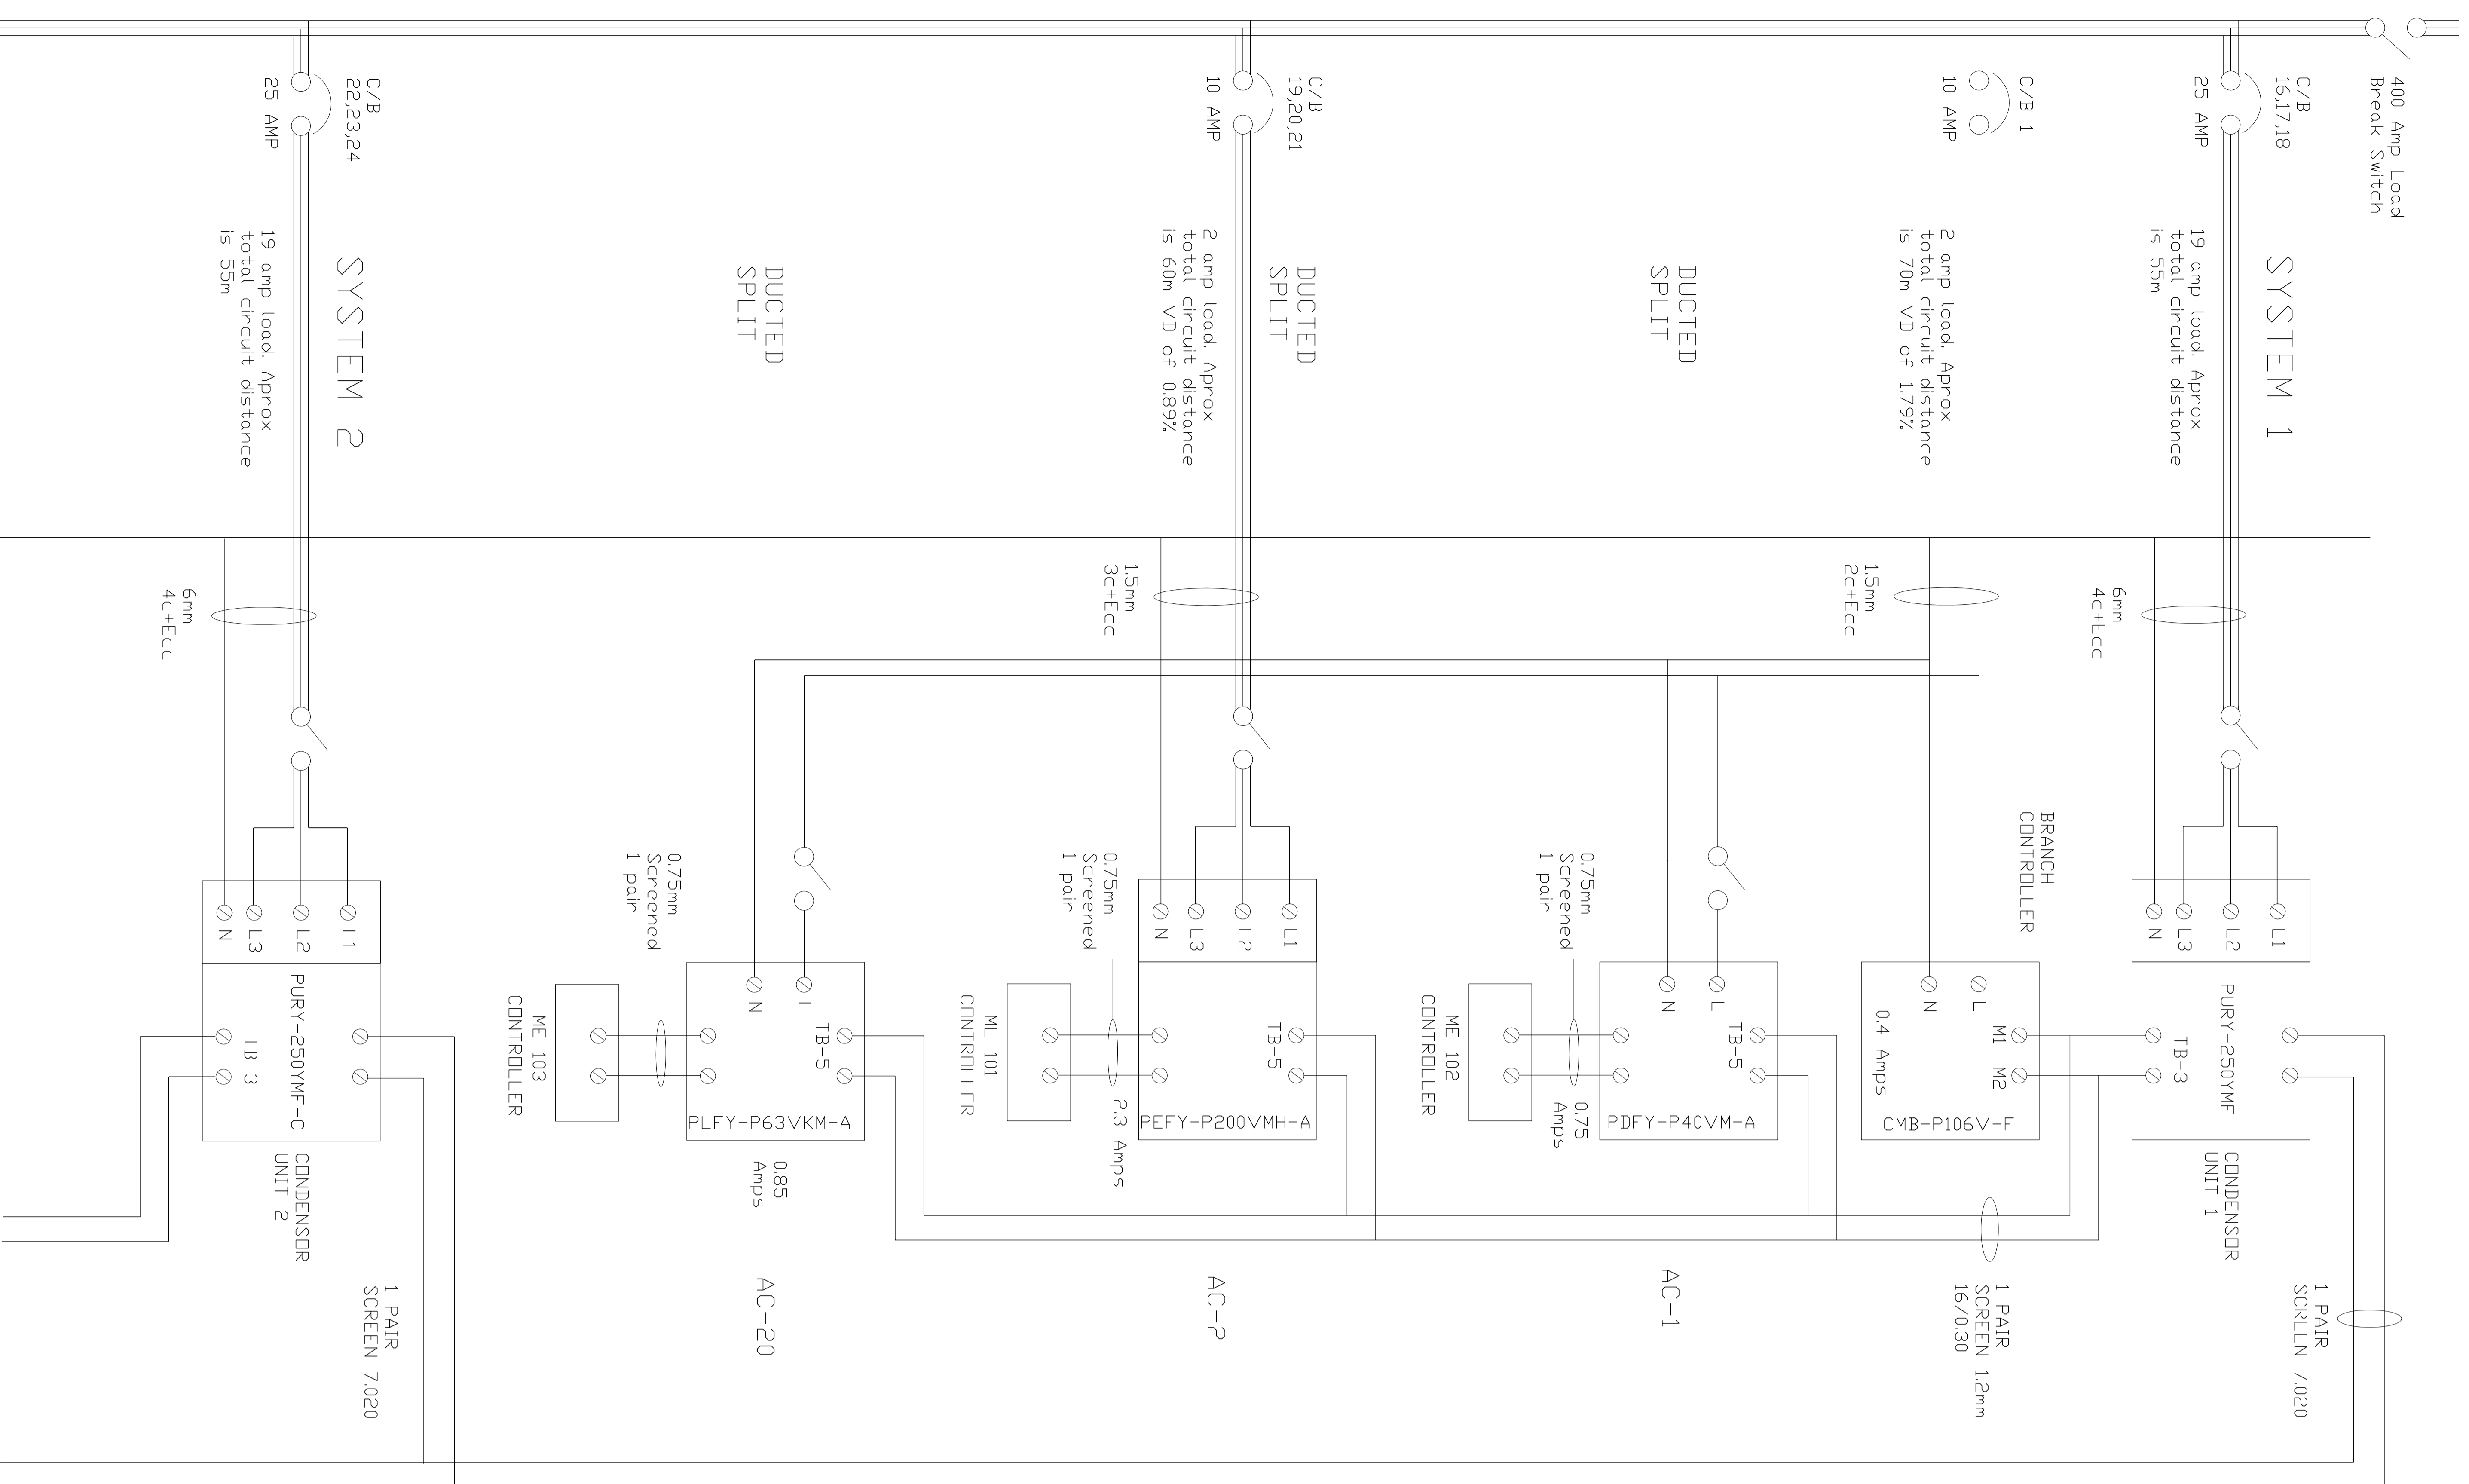 400 Amp Load
Break Switch
C/B
16,17,18
25 AMP
SYSTEM 1
19 amp load. Aprox
total circuit distance
is 55m
6mm
4c+Ecc
L1
L2
L3
N
PURY-250YMF
TB-3
CONDENSOR
UNIT 1
1 PAIR
SCREEN 7.020
C/B 1
10 AMP
2 amp load. Aprox
total circuit distance
is 70m VD of 1.79%
1.5mm
2c+Ecc
BRANCH
CONTROLLER
L
N
M1
M2
0.4 Amps
CMB-P106V-F
1 PAIR
SCREEN 1.2mm
16/0.30
DUCTED
SPLIT
L
N
TB-5
PDFY-P40VM-A
0.75
Amps
0.75mm
Screened
1 pair
ME 102
CONTROLLER
AC-1
C/B
19,20,21
10 AMP
DUCTED
SPLIT
2 amp load. Aprox
total circuit distance
is 60m VD of 0.89%
1.5mm
3c+Ecc
L1
L2
L3
N
TB-5
PEFY-P200VMH-A
2.3 Amps
0.75mm
Screened
1 pair
ME 101
CONTROLLER
AC-2
DUCTED
SPLIT
L
N
TB-5
PLFY-P63VKM-A
0.85
Amps
0.75mm
Screened
1 pair
ME 103
CONTROLLER
AC-20
C/B
22,23,24
25 AMP
SYSTEM 2
19 amp load. Aprox
total circuit distance
is 55m
6mm
4c+Ecc
L1
L2
L3
N
PURY-250YMF-C
TB-3
CONDENSOR
UNIT 2
1 PAIR
SCREEN 7.020